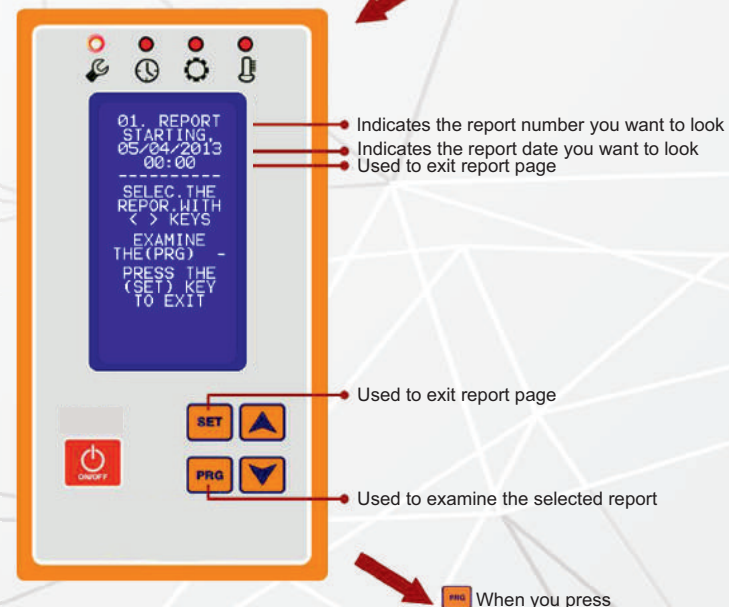 01. REPORT
STARTING,
05/04/2013
00:00
----------
SELEC.THE
REPOR.WITH
< > KEYS
EXAMINE
THE(PRG) -
PRESS THE
(SET) KEY
TO EXIT
Indicates the report number you want to look
Indicates the report date you want to look
Used to exit report page
SET
Used to exit report page
ON/OFF
PRG
Used to examine the selected report
PRG When you press